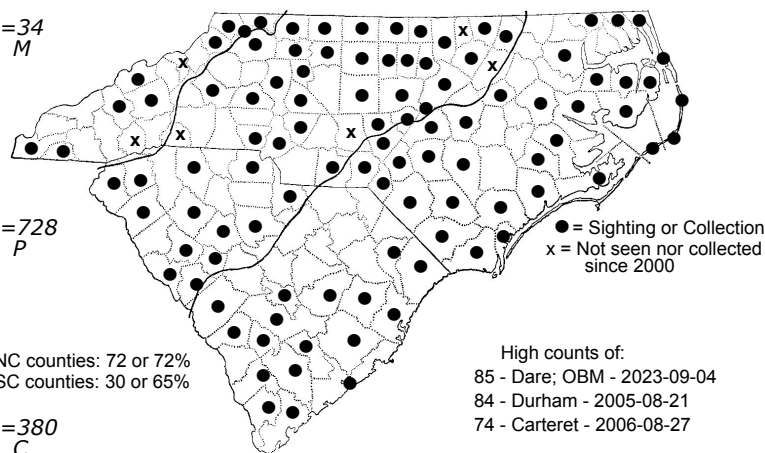 =34
M
=728
P
● = Sighting or Collection
x = Not seen nor collected
since 2000
NC counties: 72 or 72%
SC counties: 30 or 65%
High counts of:
85 - Dare; OBM - 2023-09-04
84 - Durham - 2005-08-21
74 - Carteret - 2006-08-27
=380
C